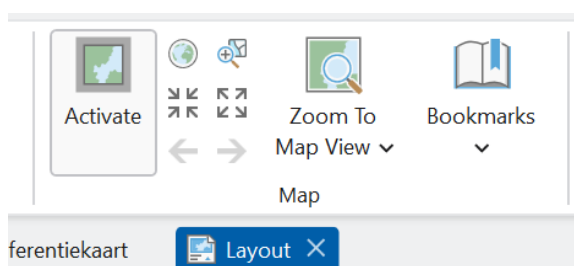 Activate
Zoom To
Map View
Bookmarks
Map
ferentiekaart
Layout